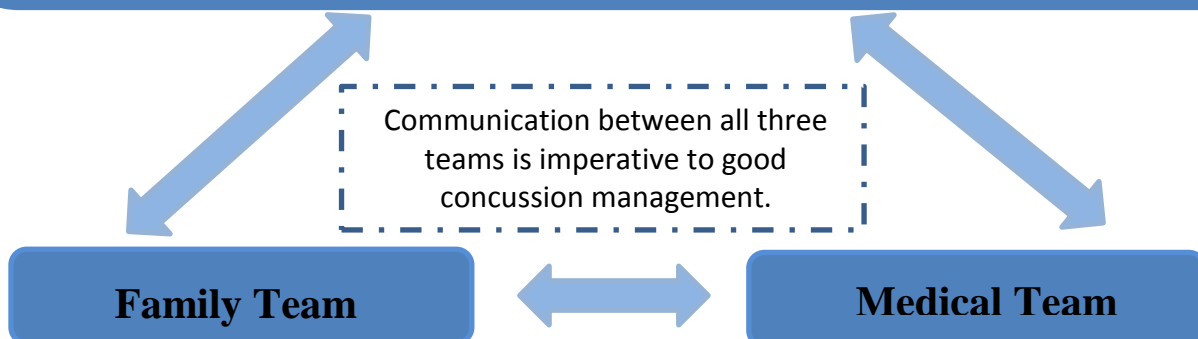 Communication between all three
teams is imperative to good
concussion management.
Family Team
Medical Team